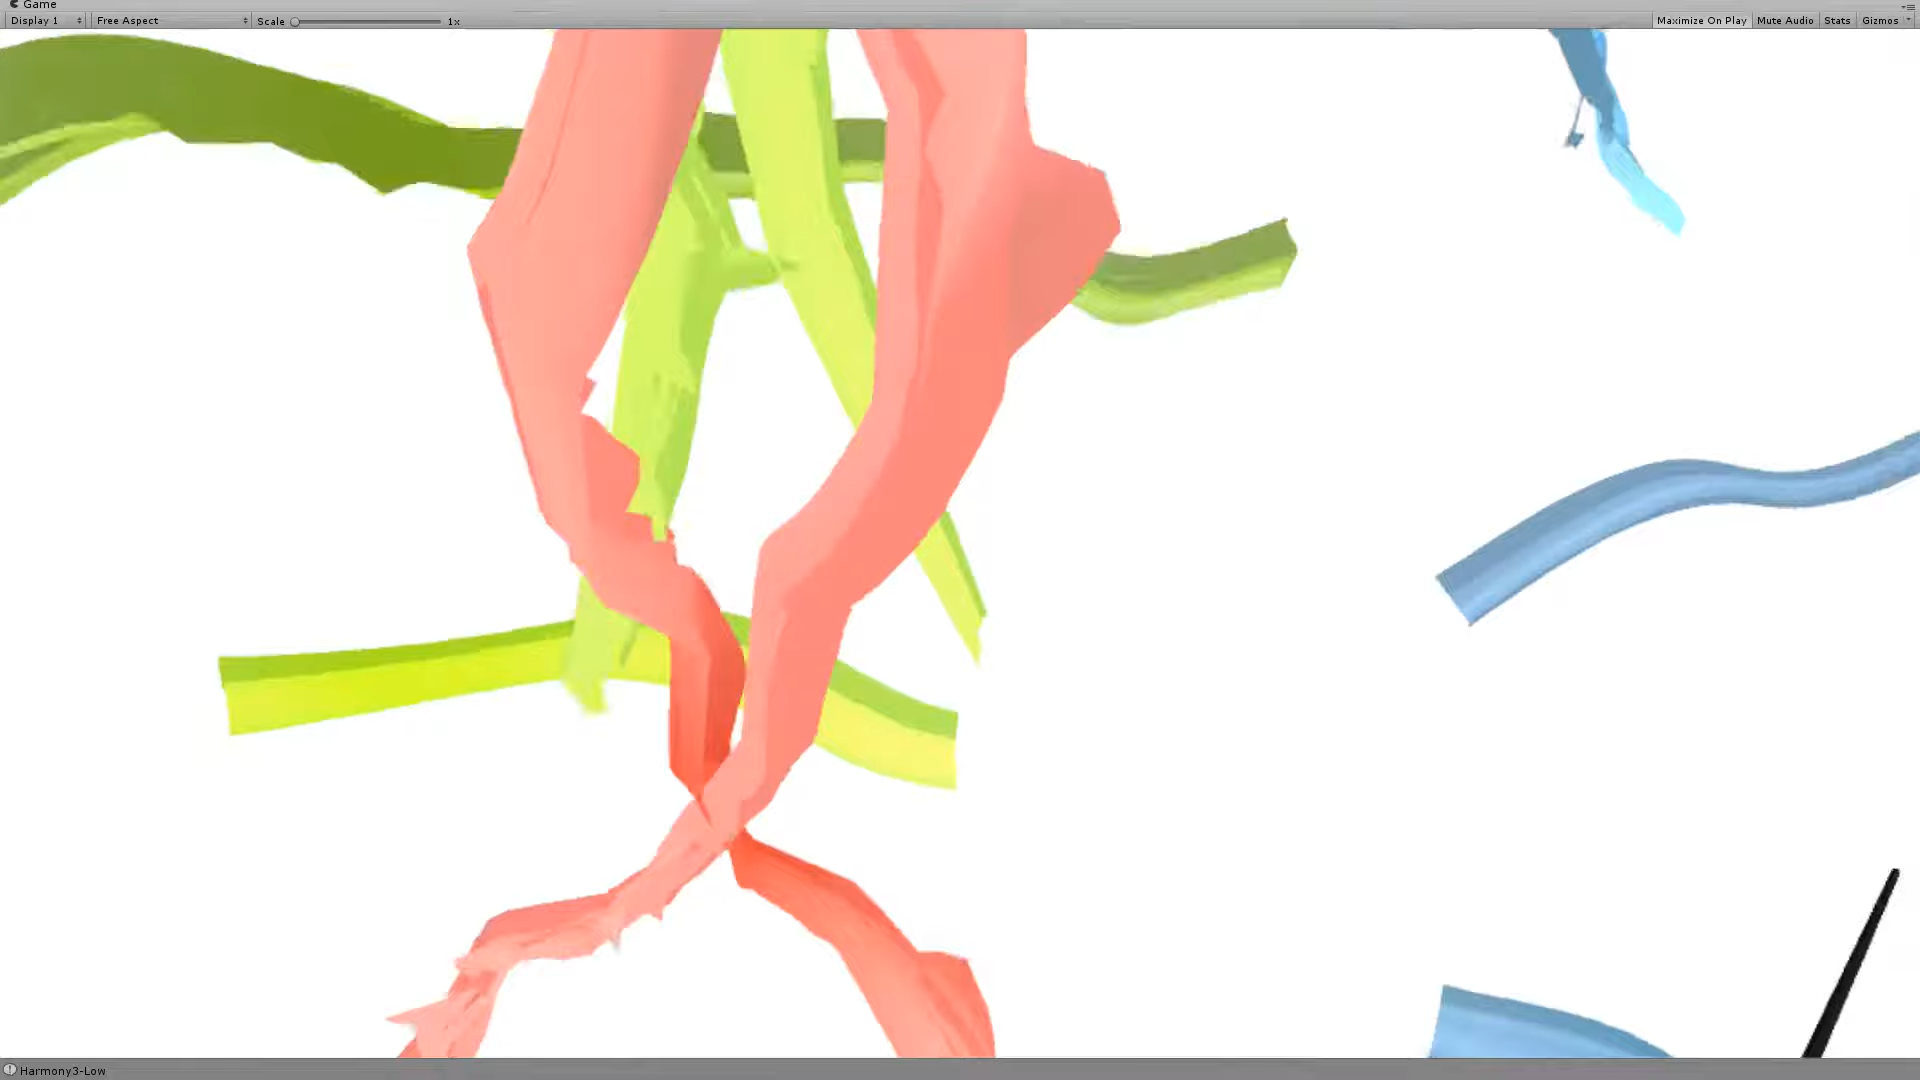 Game
Display 1 Free Aspect Scale 1x Maximize On Play Mute Audio Stats Gizmos
Harmony3-Low